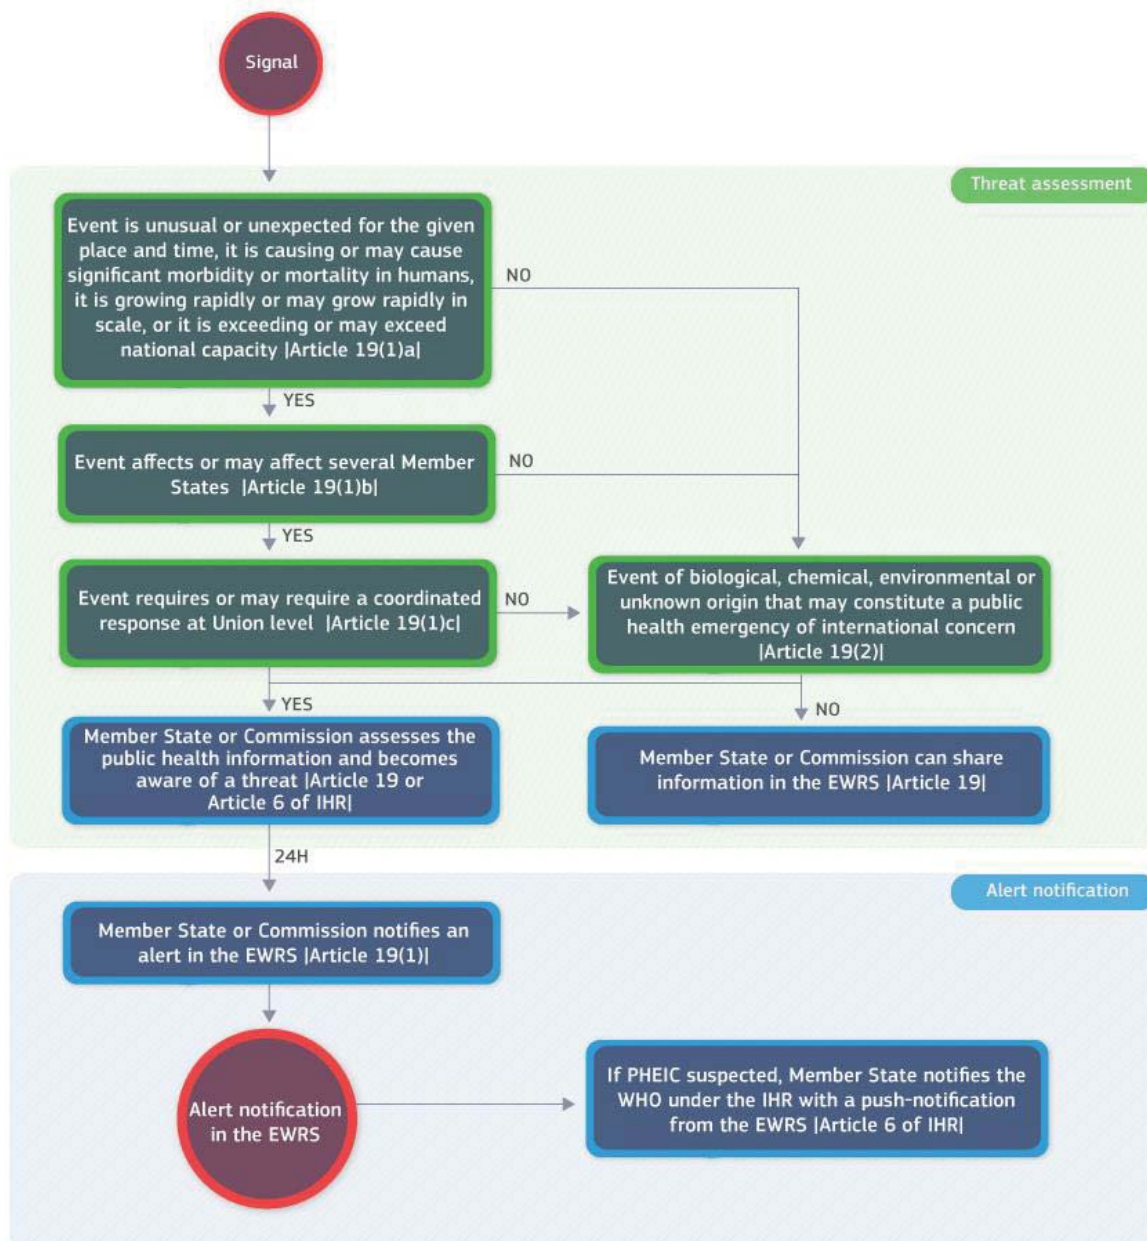 Signal
Threat assessment
Event is unusual or unexpected for the given
place and time, it is causing or may cause
significant morbidity or mortality in humans,
it is growing rapidly or may grow rapidly in
scale, or it is exceeding or may exceed
national capacity |Article 19(1)a|
NO
YES
Event affects or may affect several Member
States |Article 19(1)b|
NO
YES
Event requires or may require a coordinated
response at Union level |Article 19(1)c|
NO
Event of biological, chemical, environmental or
unknown origin that may constitute a public
health emergency of international concern
|Article 19(2)|
YES
NO
Member State or Commission assesses the
public health information and becomes
aware of a threat |Article 19 or
Article 6 of IHR|
Member State or Commission can share
information in the EWRS |Article 19|
24H
Alert notification
Member State or Commission notifies an
alert in the EWRS |Article 19(1)|
Alert notification
in the EWRS
If PHEIC suspected, Member State notifies the
WHO under the IHR with a push-notification
from the EWRS |Article 6 of IHR|